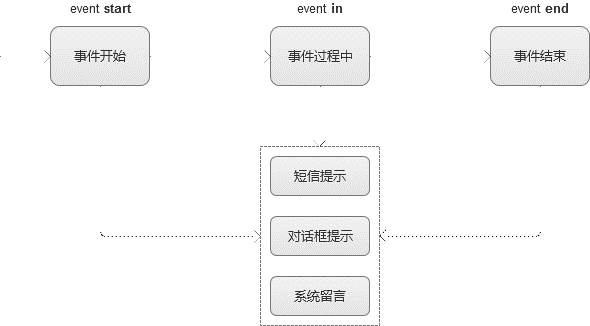 event start
event in
event end
事件开始
事件过程中
事件结束
短信提示
对话框提示
系统留言